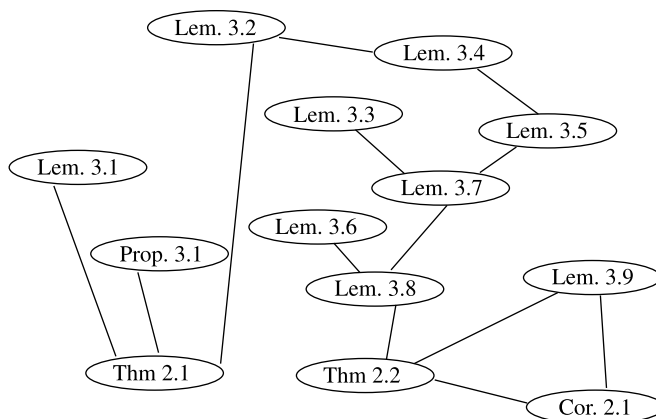 Lem. 3.2
Lem. 3.4
Lem. 3.3
Lem. 3.5
Lem. 3.1
Lem. 3.7
Lem. 3.6
Prop. 3.1
Lem. 3.9
Lem. 3.8
Thm 2.1
Thm 2.2
Cor. 2.1